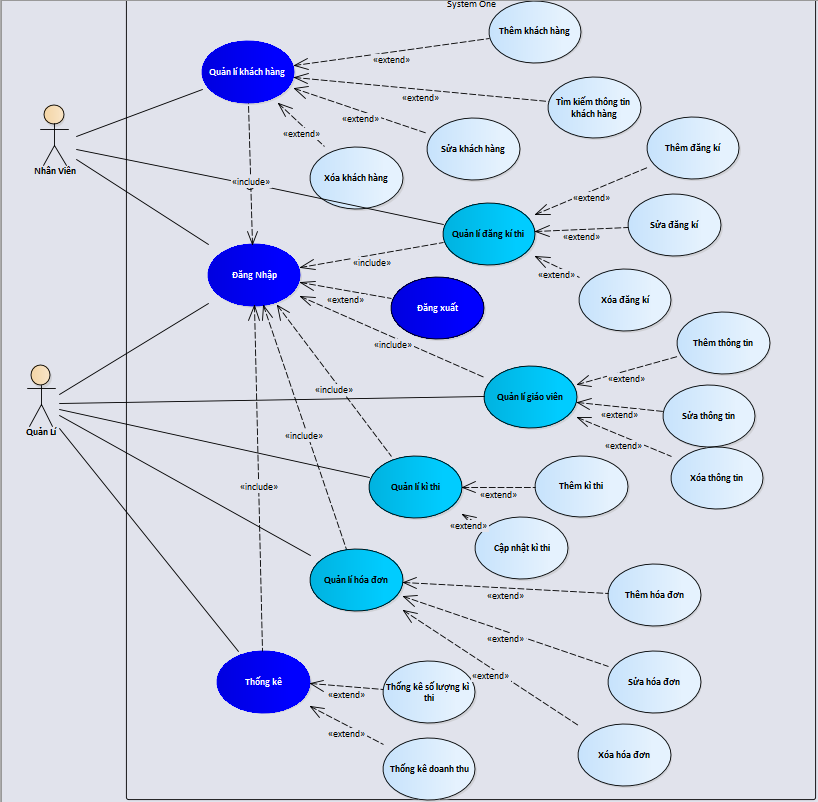 System One
Thêm khách hàng
«extend»
Quản lí khách hàng
«extend»
Tìm kiếm thông tin
khách hàng
«extend»
«extend»
Sửa khách hàng
Thêm đăng kí
Nhân Viên
«include»
Xóa khách hàng
«extend»
Quản lí đăng kí thi
«extend»
Sửa đăng kí
«include»
Đăng Nhập
«extend»
«extend»
Đăng xuất
Xóa đăng kí
«include»
Thêm thông tin
«extend»
«include»
Quản lí giáo viên
«extend»
Sửa thông tin
Quản Lí
«include»
«extend»
«include»
Quản lí kì thi
«extend»
Thêm kì thi
Xóa thông tin
«extend»
Cập nhật kì thi
Quản lí hóa đơn
«extend»
Thêm hóa đơn
«extend»
Thống kê
«extend»
Thống kê số lượng kì
thi
«extend»
Sửa hóa đơn
«extend»
Xóa hóa đơn
Thống kê doanh thu